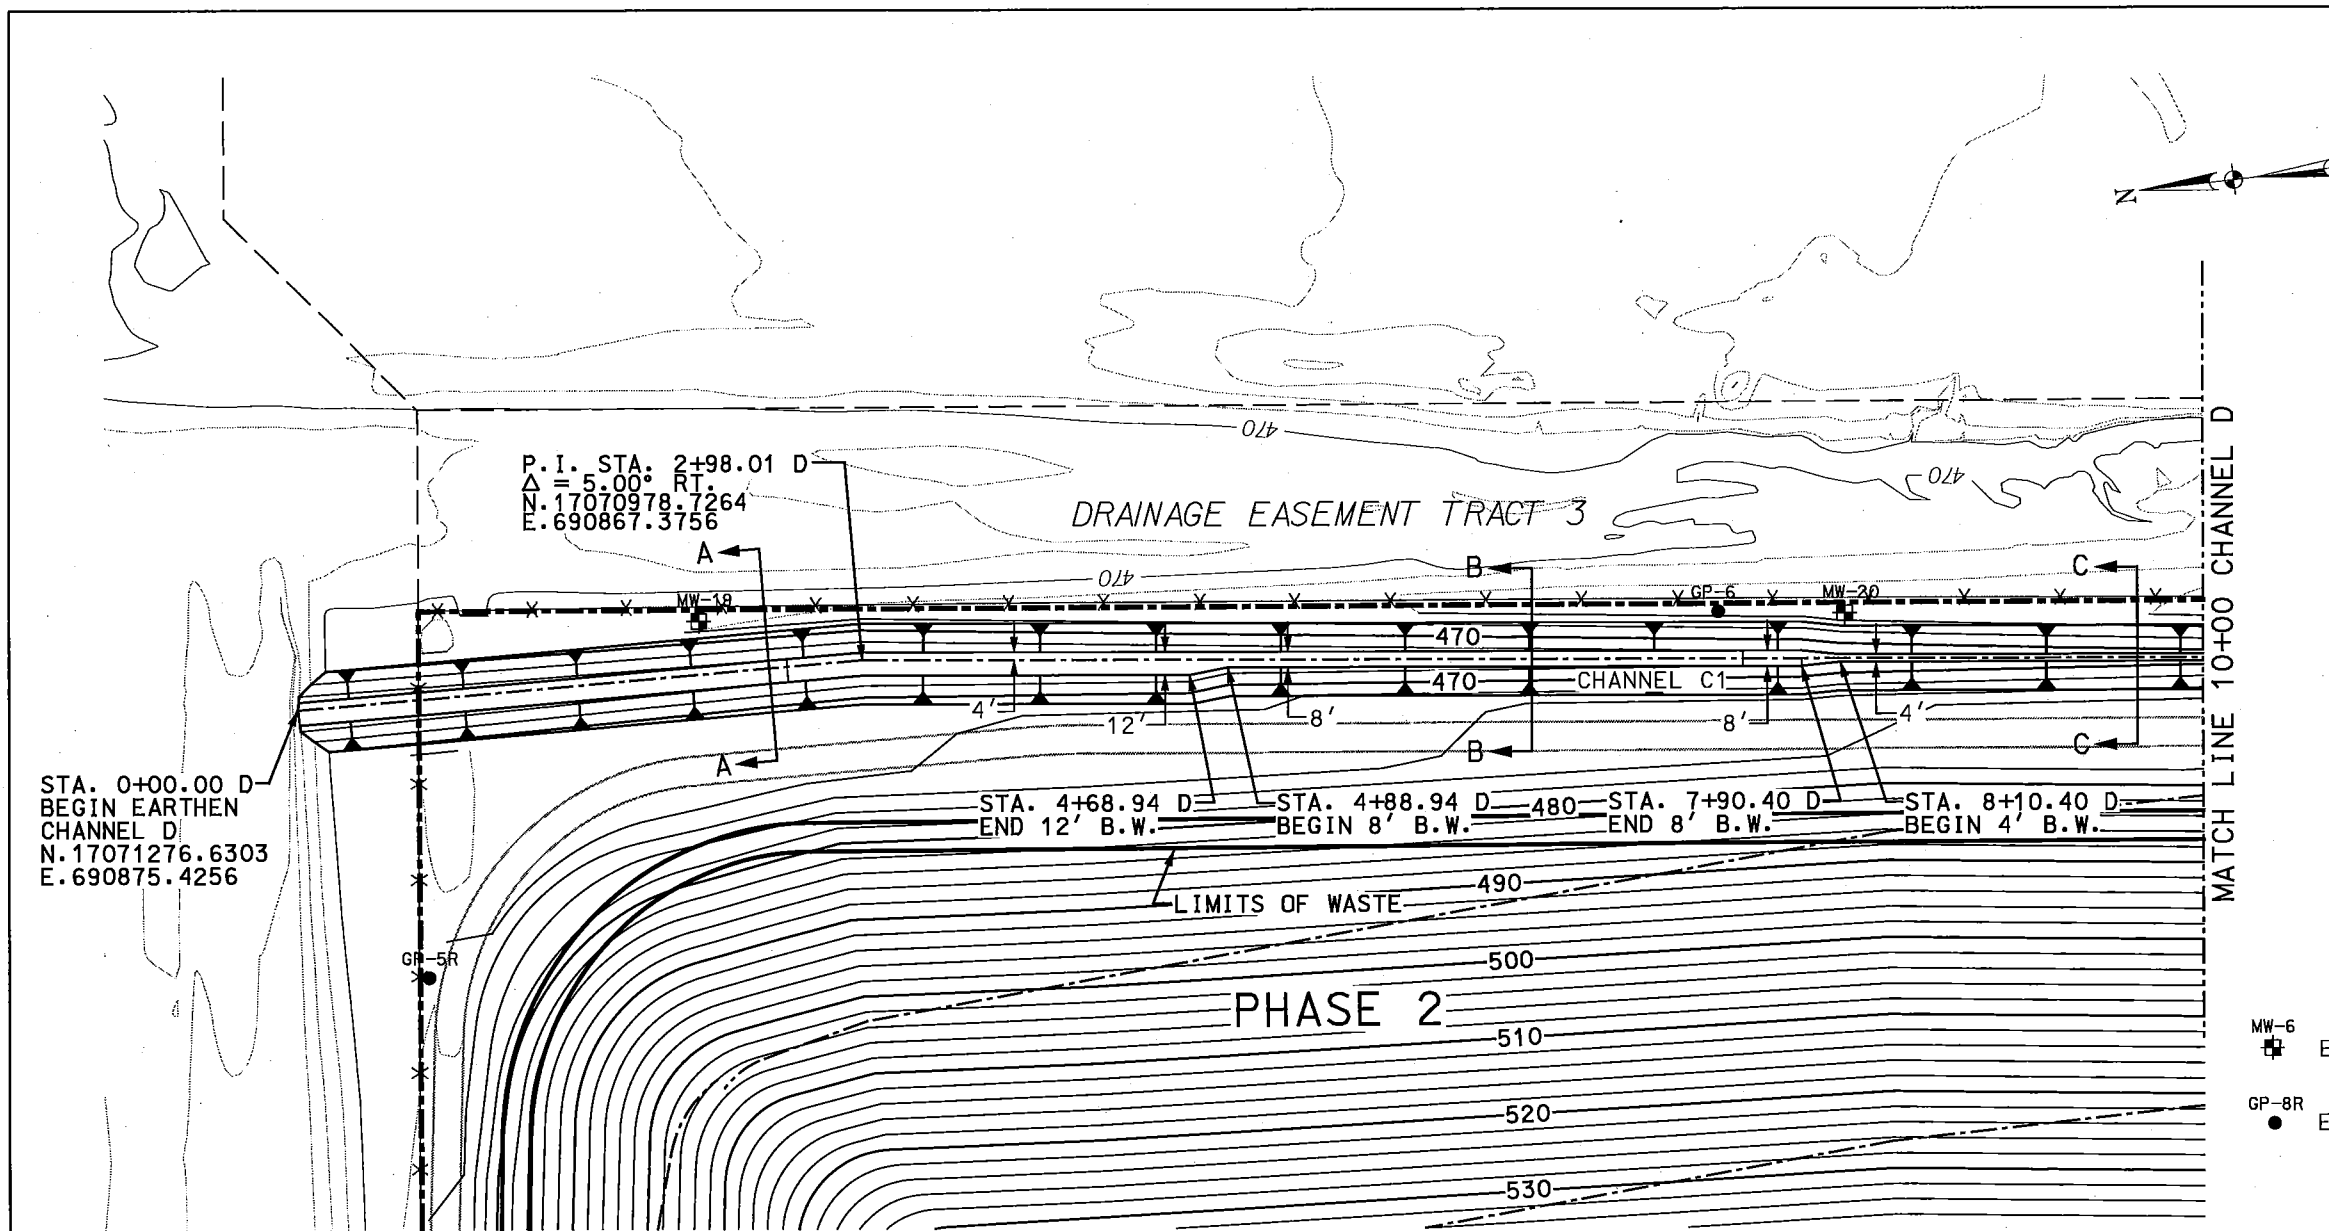 N
470
470
470
P.I. STA. 2+98.01 D
Δ = 5.00° RT.
N.17070978.7264
E.690867.3756
DRAINAGE EASEMENT TRACT 3
A
B
C
MW-19
GP-6
MW-20
470
470
CHANNEL C1
4'
12'
8'
8'
4'
A
B
C
STA. 0+00.00 D
BEGIN EARTHEN
CHANNEL D
N.17071276.6303
E.690875.4256
STA. 4+68.94 D
END 12' B.W.
STA. 4+88.94 D
BEGIN 8' B.W.
480
STA. 7+90.40 D
END 8' B.W.
STA. 8+10.40 D
BEGIN 4' B.W.
MATCH LINE 10+00 CHANNEL D
490
LIMITS OF WASTE
GP-5R
500
PHASE 2
510
520
530
MW-6
E
GP-8R
E